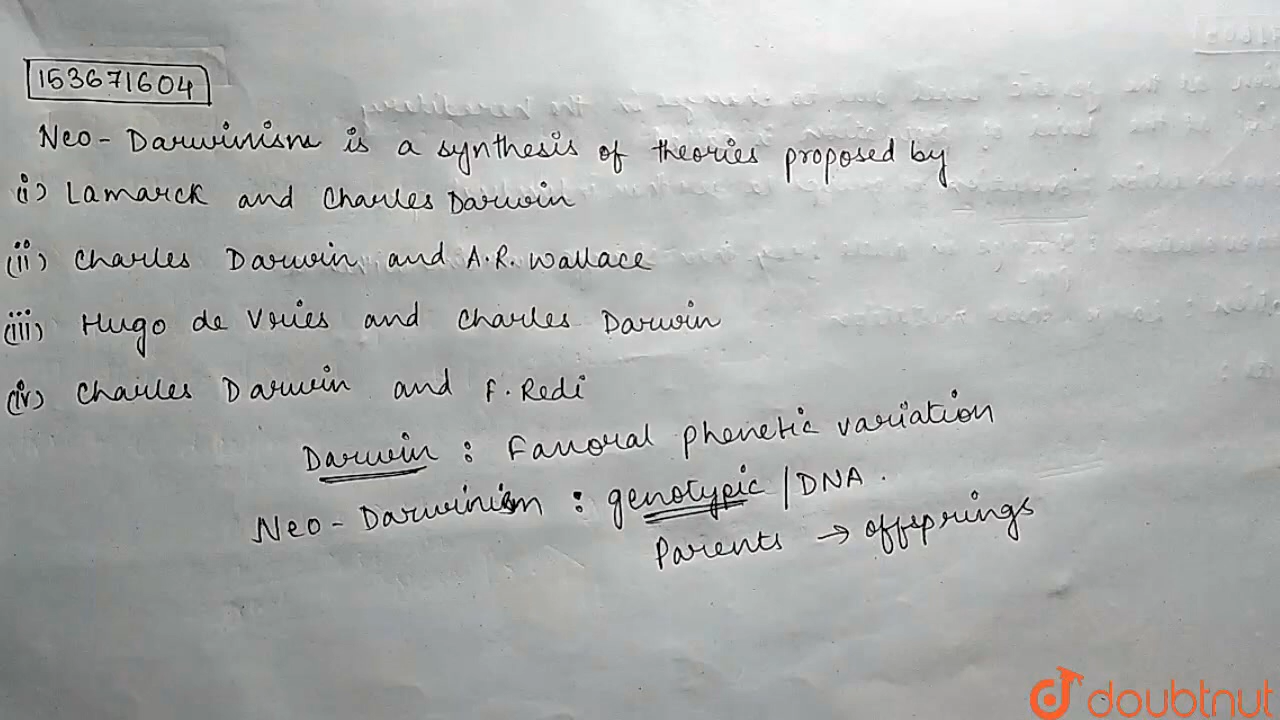 153671604
Neo-Darwinism is a synthesis of theories proposed by
(i) Lamarck and Charles Darwin
(ii) Charles Darwin and A.R. Wallace
(iii) Hugo de Vries and Charles Darwin
(iv) Charles Darwin and F. Redi
Darwin : Favoral phenetic variation
Neo-Darwinism : genotypic / DNA.
Parents → offsprings
doubtnut